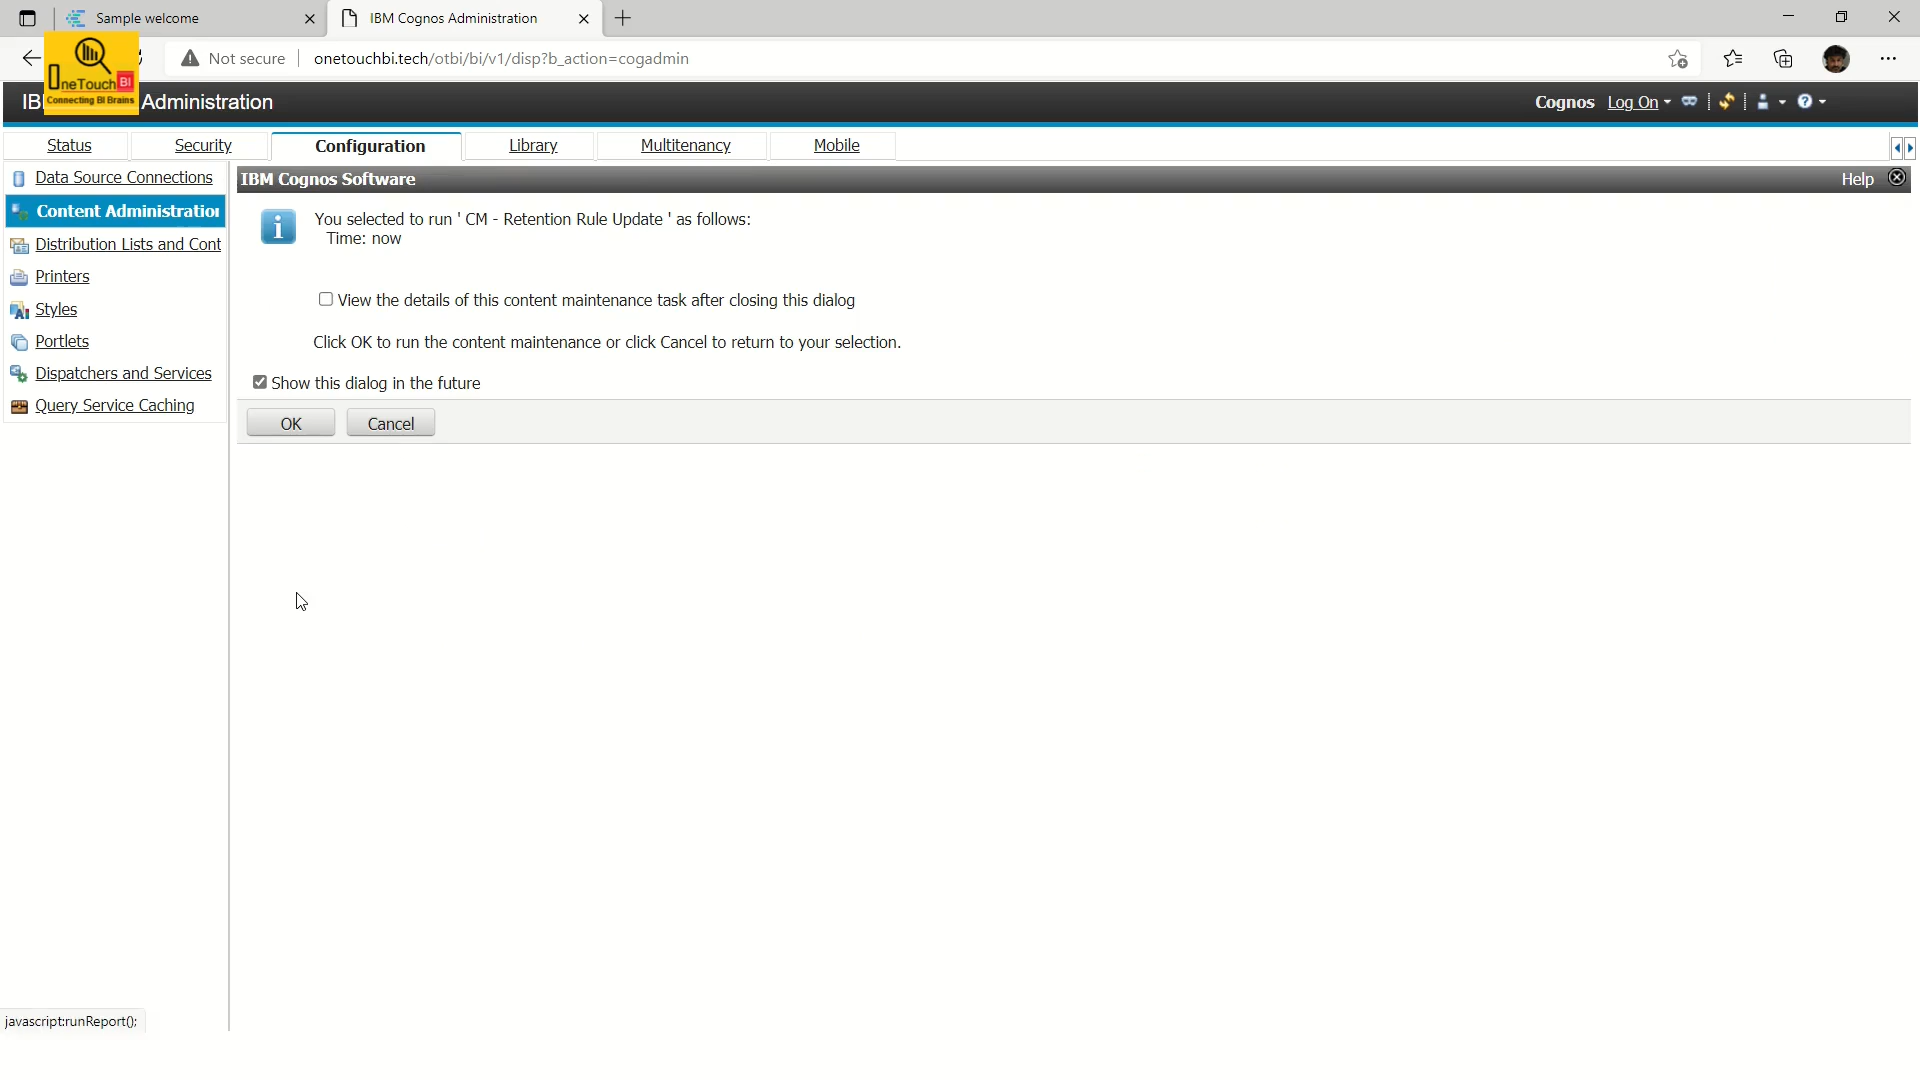 Sample welcome
IBM Cognos Administration
Not secure
onetouchbi.tech/otbi/bi/v1/disp?b_action=cogadmin
OneTouch BI
Connecting BI Brains
IB
Administration
Cognos
Log On
Status
Security
Configuration
Library
Multitenancy
Mobile
Data Source Connections
Content Administration
Distribution Lists and Cont
Printers
Styles
Portlets
Dispatchers and Services
Query Service Caching
IBM Cognos Software
Help
You selected to run ' CM - Retention Rule Update ' as follows:
Time: now
View the details of this content maintenance task after closing this dialog
Click OK to run the content maintenance or click Cancel to return to your selection.
Show this dialog in the future
OK
Cancel
javascript:runReport();